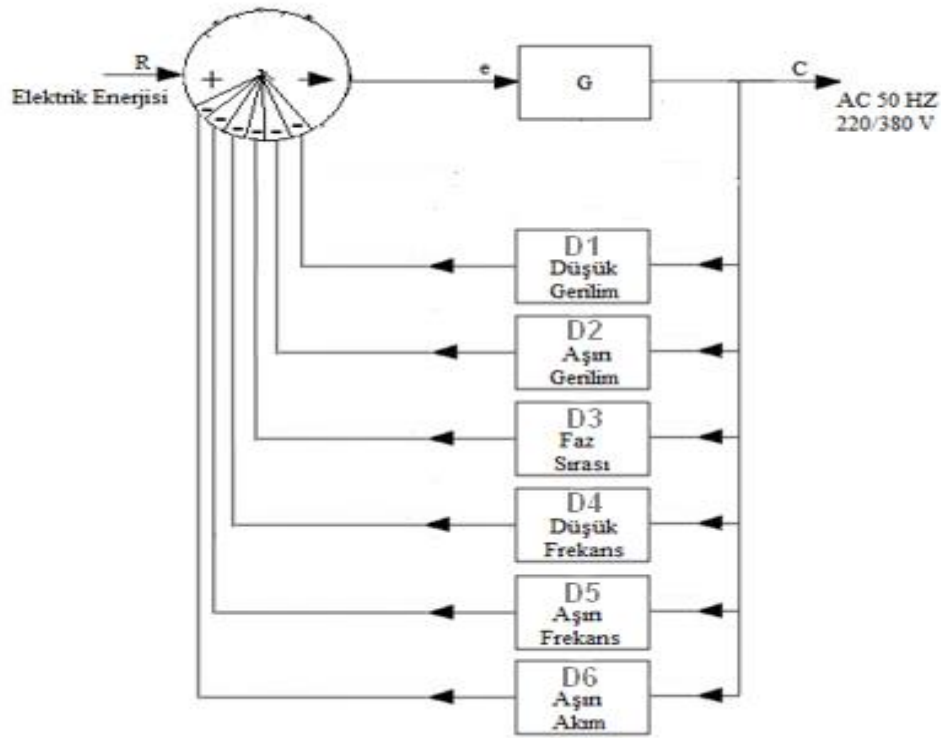 R
Elektrik Enerjisi
+
- - - - - -
e
G
C
AC 50 HZ
220/380 V
D1
Düşük
Gerilim
D2
Aşırı
Gerilim
D3
Faz
Sırası
D4
Düşük
Frekans
D5
Aşırı
Frekans
D6
Aşırı
Akım